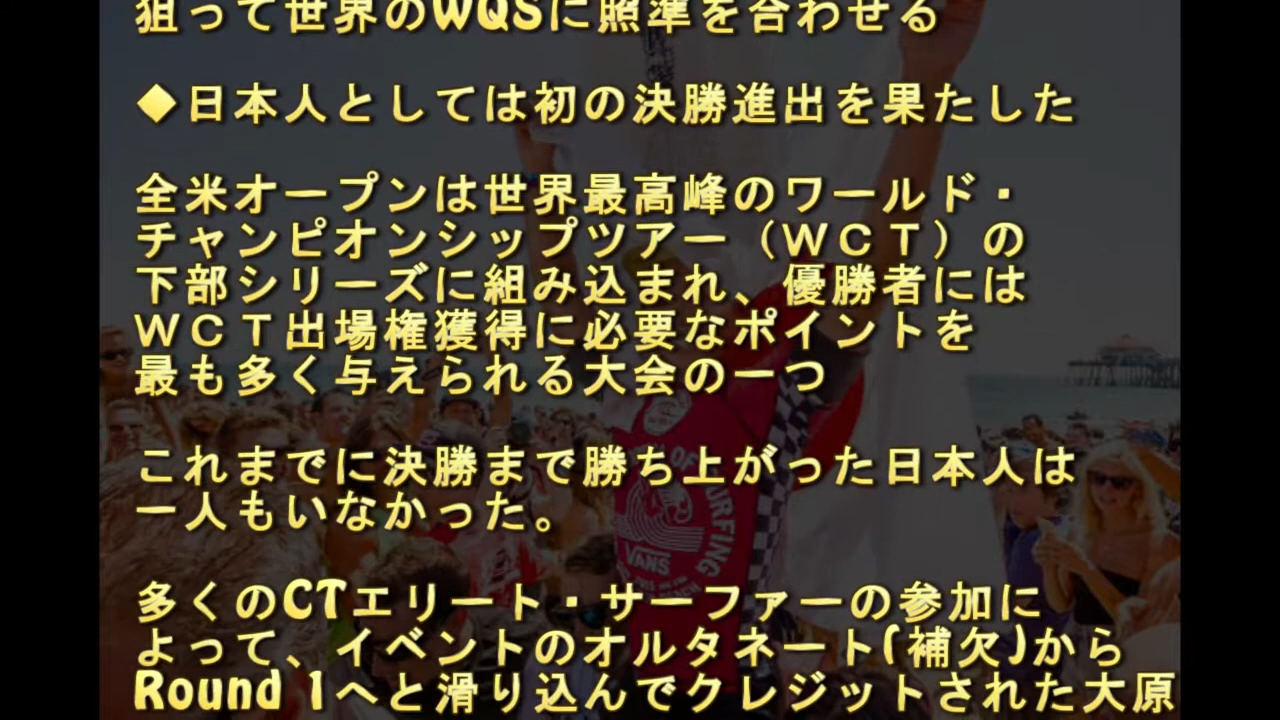 狙って世界のWQSに照準を合わせる
◆日本人としては初の決勝進出を果たした
全米オープンは世界最高峰のワールド・
チャンピオンシップツアー（ＷＣＴ）の
下部シリーズに組み込まれ、優勝者には
ＷＣＴ出場権獲得に必要なポイントを
最も多く与えられる大会の一つ
これまでに決勝まで勝ち上がった日本人は
一人もいなかった。
多くのCTエリート・サーファーの参加に
よって、イベントのオルタネート(補欠)から
Round 1へと滑り込んでクレジットされた大原
OF SURFING
VANS